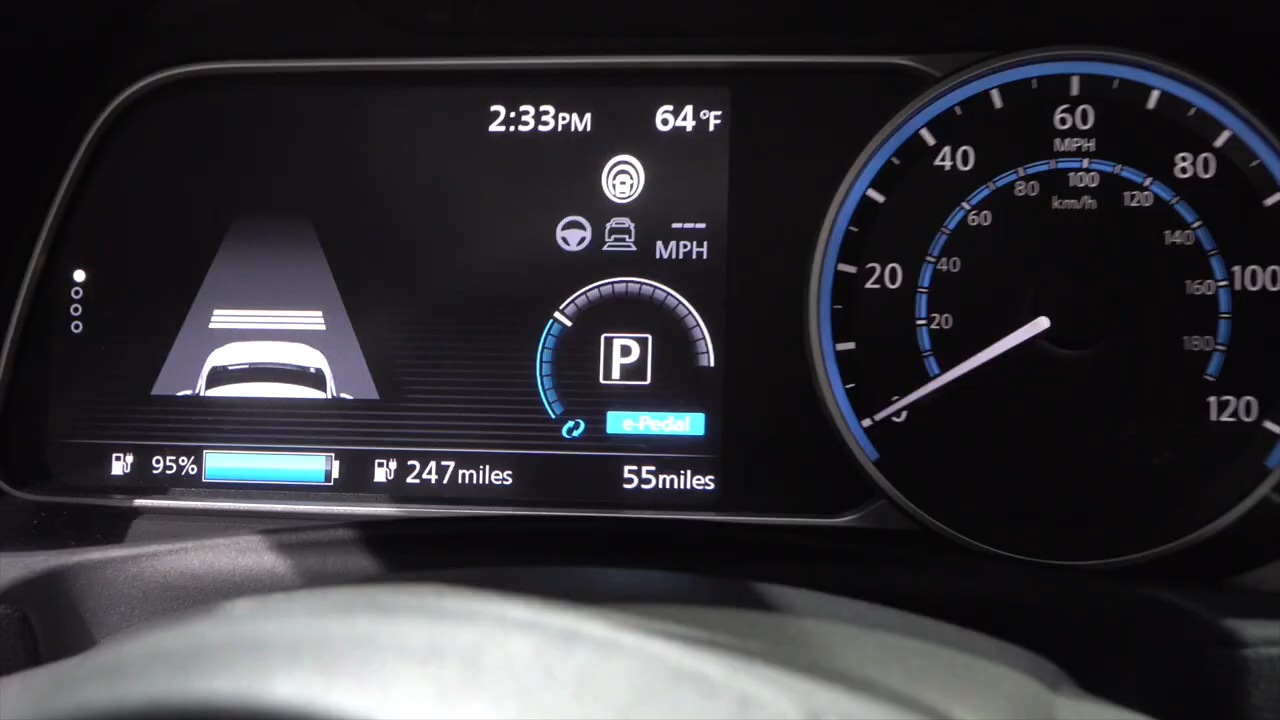 2:33PM 64°F
--- MPH
P
e-Pedal
95% 247miles 55miles
0 20 40 60 80 100 120
MPH
20 40 60 80 100 120 140 160 180
km/h